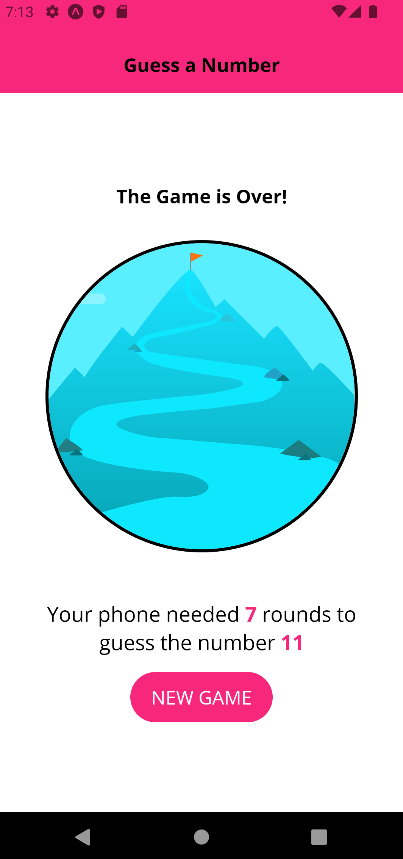 7:13
Guess a Number
The Game is Over!
Your phone needed 7 rounds to
guess the number 11
NEW GAME